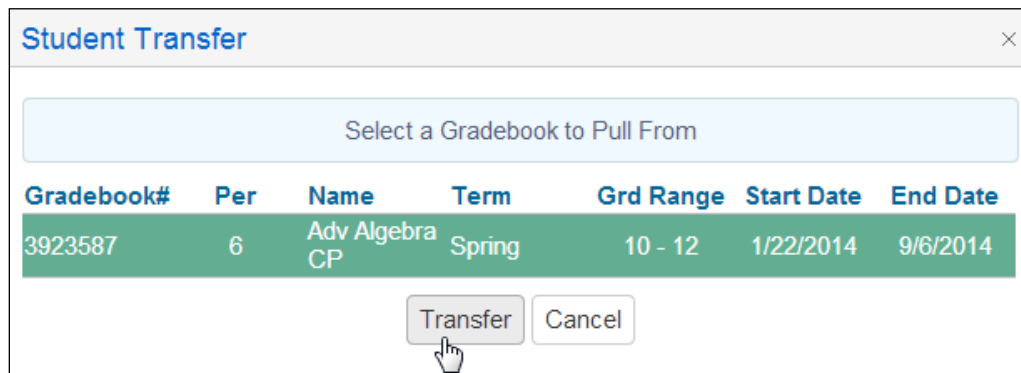 Student Transfer ×
Select a Gradebook to Pull From
Gradebook# Per Name Term Grd Range Start Date End Date
3923587 6 Adv Algebra CP Spring 10 - 12 1/22/2014 9/6/2014
Transfer Cancel